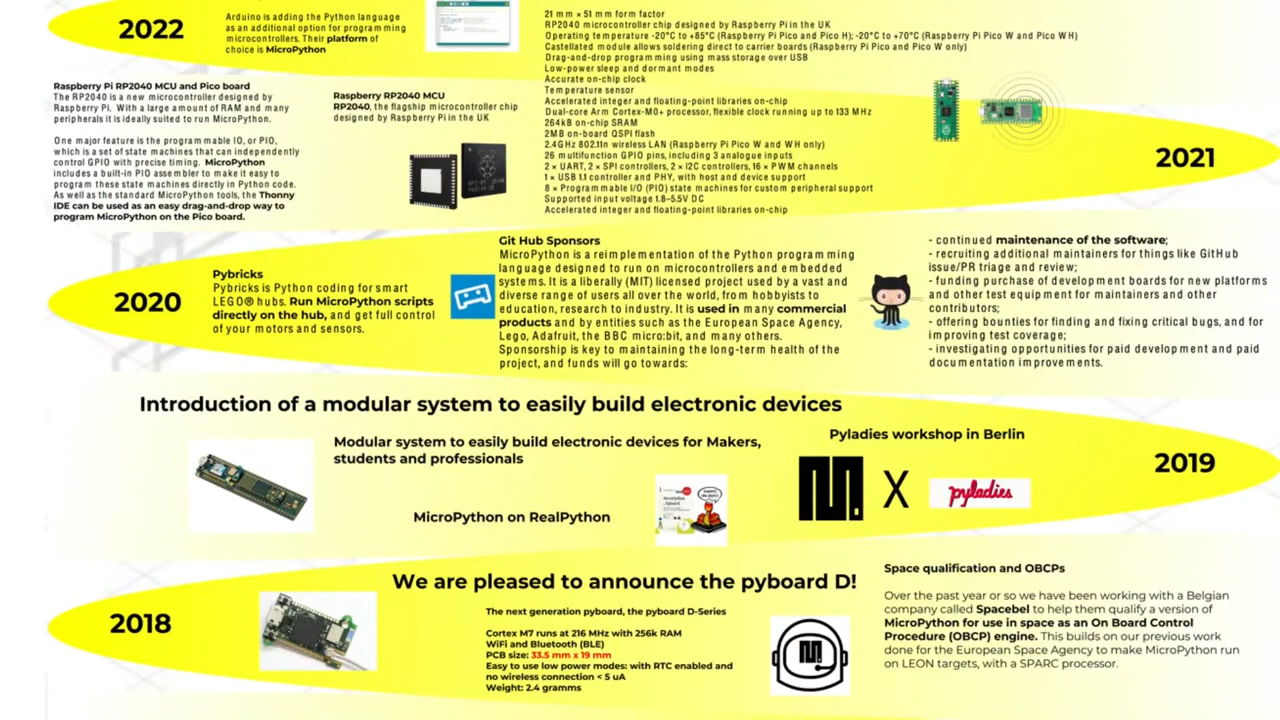 2022
Arduino is adding the Python language
as an additional option for programming
microcontrollers. Their platform of
choice is MicroPython
21 mm × 51 mm form factor
RP2040 microcontroller chip designed by Raspberry Pi in the UK
Operating temperature -20°C to +85°C (Raspberry Pi Pico and Pico H); -20°C to +70°C (Raspberry Pi Pico W and Pico WH)
Castellated module allows soldering direct to carrier boards (Raspberry Pi Pico and Pico W only)
Drag-and-drop programming using mass storage over USB
Low-power sleep and dormant modes
Accurate on-chip clock
Temperature sensor
Accelerated integer and floating-point libraries on-chip
Dual-core Arm Cortex-M0+ processor, flexible clock running up to 133 MHz
264kB on-chip SRAM
2MB on-board QSPI flash
2.4GHz 802.11n wireless LAN (Raspberry Pi Pico W and WH only)
26 multifunction GPIO pins, including 3 analogue inputs
2 × UART, 2 × SPI controllers, 2 × I2C controllers, 16 × PWM channels
1 × USB 1.1 controller and PHY, with host and device support
8 × Programmable I/O (PIO) state machines for custom peripheral support
Supported input voltage 1.8–5.5V DC
Accelerated integer and floating-point libraries on-chip
Raspberry Pi RP2040 MCU and Pico board
The RP2040 is a new microcontroller designed by
Raspberry Pi. With a large amount of RAM and many
peripherals it is ideally suited to run MicroPython.
One major feature is the programable IO, or PIO,
which is a set of state machines that can independently
control GPIO with precise timing. MicroPython
includes a built-in PIO assembler to make it easy to
program these state machines directly in Python code.
As well as the standard MicroPython tools, the Thonny
IDE can be used as an easy drag-and-drop way to
program MicroPython on the Pico board.
Raspberry RP2040 MCU
RP2040, the flagship microcontroller chip
designed by Raspberry Pi in the UK
2021
2020
Pybricks
Pybricks is Python coding for smart
LEGO® hubs. Run MicroPython scripts
directly on the hub, and get full control
of your motors and sensors.
Git Hub Sponsors
MicroPython is a reimplementation of the Python programming
language designed to run on microcontrollers and embedded
systems. It is a liberally (MIT) licensed project used by a vast and
diverse range of users all over the world, from hobbyists to
education, research to industry. It is used in many commercial
products and by entities such as the European Space Agency,
Lego, Adafruit, the BBC micro:bit, and many others.
Sponsorship is key to maintaining the long-term health of the
project, and funds will go towards:
- continued maintenance of the software;
- recruiting additional maintainers for things like GitHub
issue/PR triage and review;
- funding purchase of development boards for new platforms
and other test equipment for maintainers and other
contributors;
- offering bounties for finding and fixing critical bugs, and for
improving test coverage;
- investigating opportunities for paid development and paid
documentation improvements.
Introduction of a modular system to easily build electronic devices
Modular system to easily build electronic devices for Makers,
students and professionals
MicroPython on RealPython
Pyladies workshop in Berlin
X
pyladies
2019
We are pleased to announce the pyboard D!
2018
The next generation pyboard, the pyboard D-Series
Cortex M7 runs at 216 MHz with 256k RAM
WiFi and Bluetooth (BLE)
PCB size: 33.5 mm x 19 mm
Easy to use low power modes: with RTC enabled and
no wireless connection < 5 uA
Weight: 2.4 gramms
Space qualification and OBCPs
Over the past year or so we have been working with a Belgian
company called Spacebel to help them qualify a version of
MicroPython for use in space as an On Board Control
Procedure (OBCP) engine. This builds on our previous work
done for the European Space Agency to make MicroPython run
on LEON targets, with a SPARC processor.